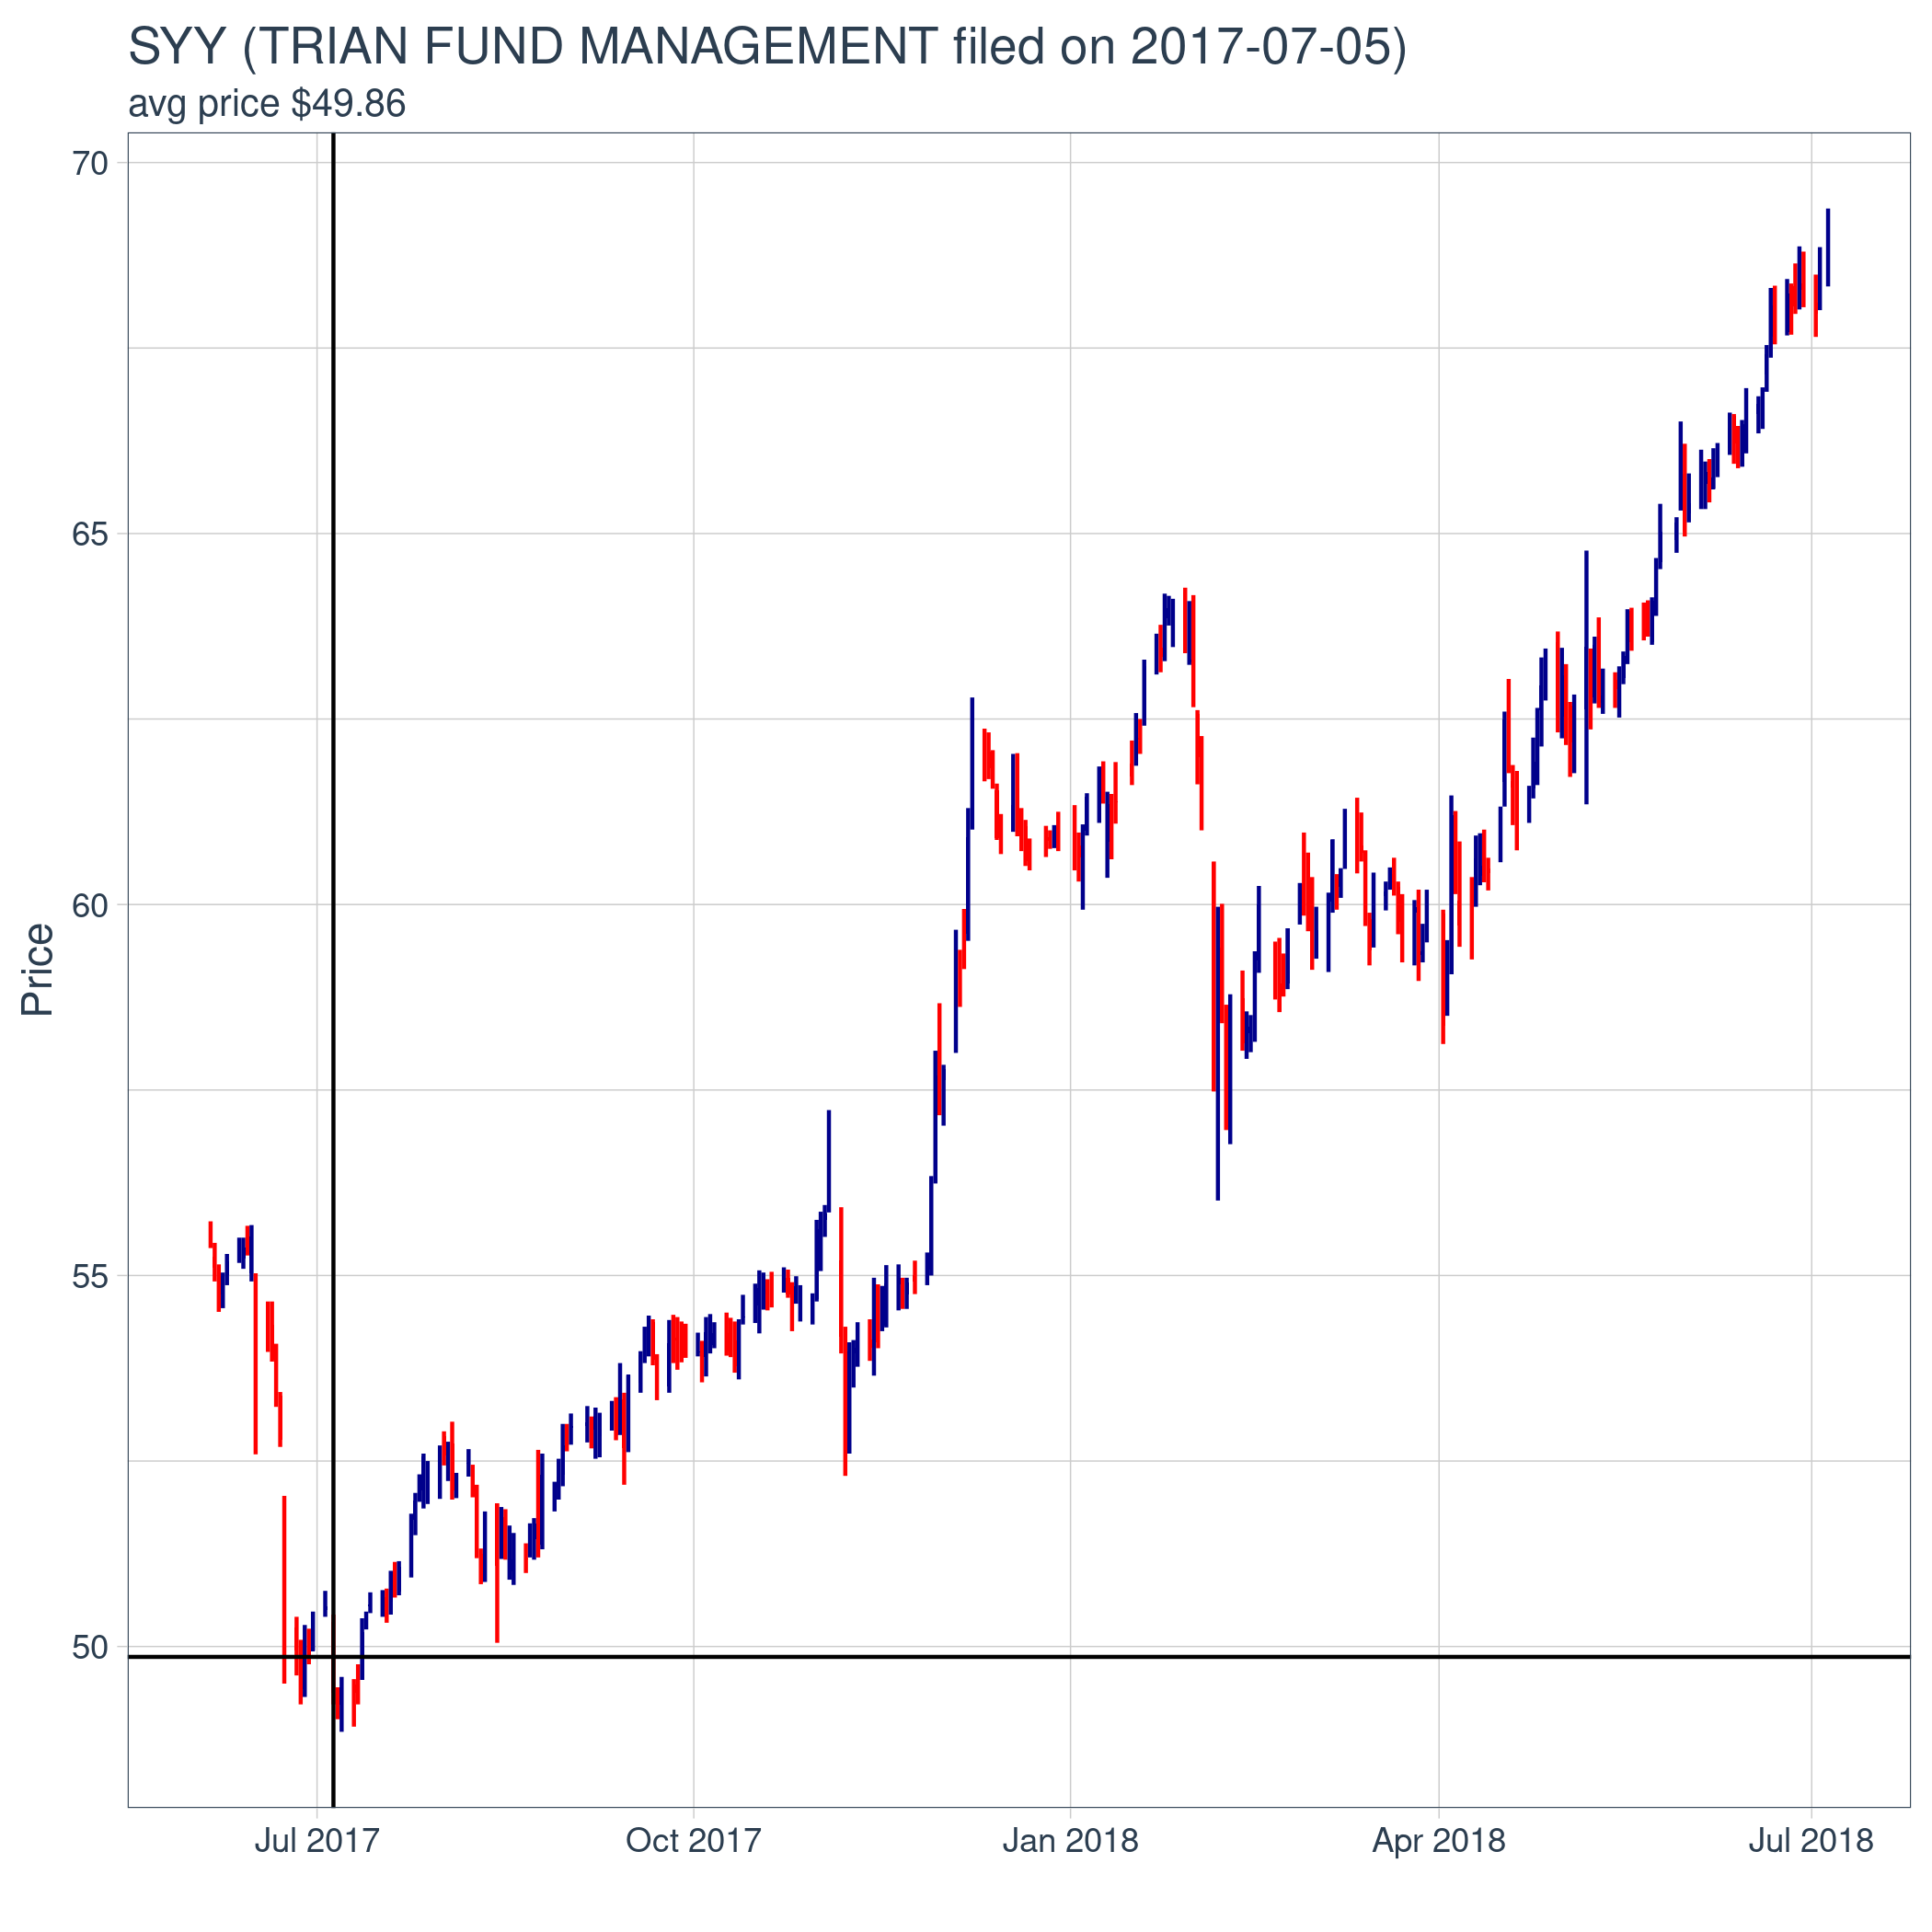 SYY (TRIAN FUND MANAGEMENT filed on 2017-07-05)
avg price $49.86
70
65
60
55
50
Price
Jul 2017
Oct 2017
Jan 2018
Apr 2018
Jul 2018